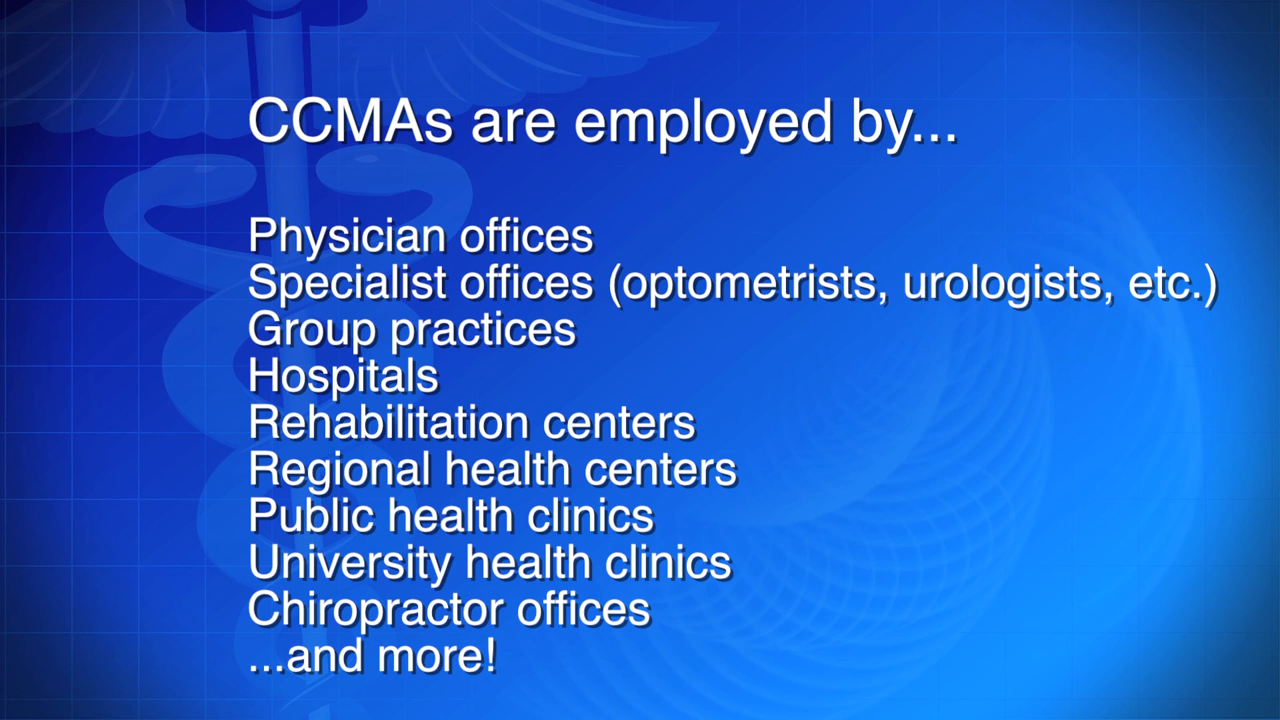 CCMAs are employed by...
Physician offices
Specialist offices (optometrists, urologists, etc.)
Group practices
Hospitals
Rehabilitation centers
Regional health centers
Public health clinics
University health clinics
Chiropractor offices
...and more!